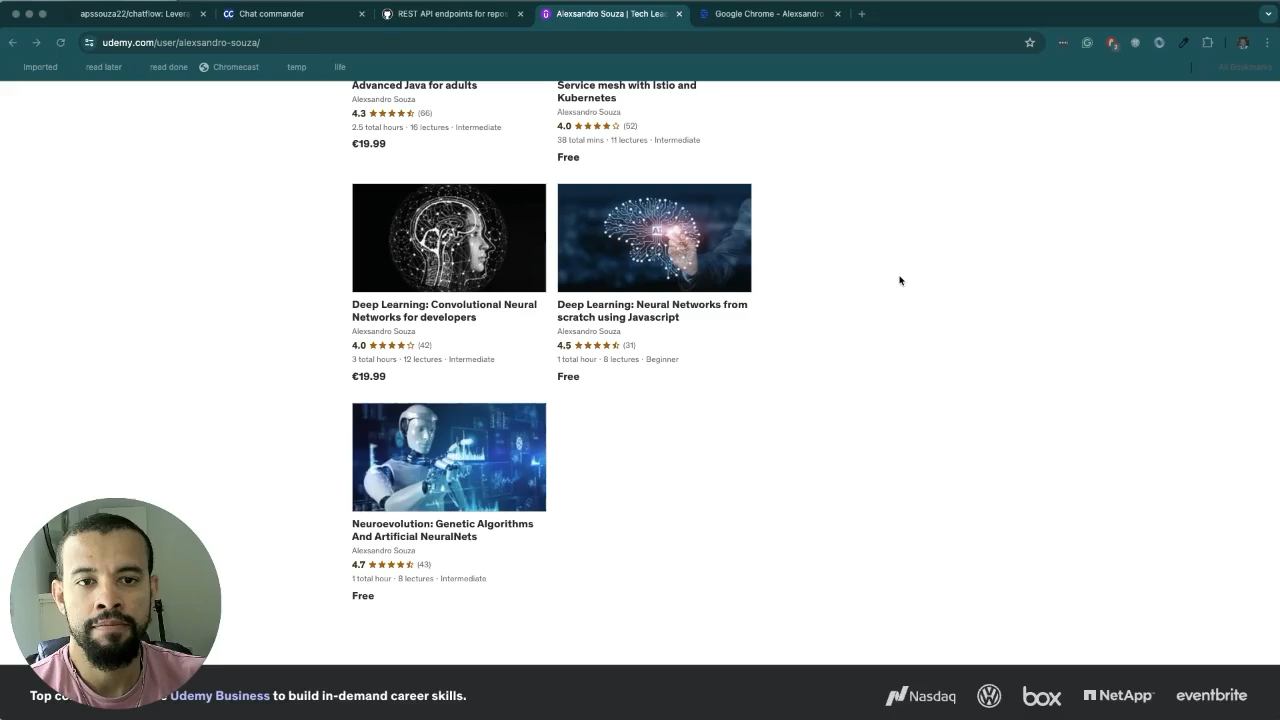 apssouza22/chatflow: Levera
Chat commander
REST API endpoints for repos
Alexsandro Souza | Tech Lea
Google Chrome - Alexsandro
udemy.com/user/alexsandro-souza/
Imported
read later
read done
Chromecast
temp
life
All Bookmarks
Advanced Java for adults
Alexsandro Souza
4.3 (66)
2.5 total hours · 16 lectures · Intermediate
€19.99
Service mesh with Istio and
Kubernetes
Alexsandro Souza
4.0 (52)
38 total mins · 11 lectures · Intermediate
Free
Deep Learning: Convolutional Neural
Networks for developers
Alexsandro Souza
4.0 (42)
3 total hours · 12 lectures · Intermediate
€19.99
AI
Deep Learning: Neural Networks from
scratch using Javascript
Alexsandro Souza
4.5 (31)
1 total hour · 8 lectures · Beginner
Free
Neuroevolution: Genetic Algorithms
And Artificial NeuralNets
Alexsandro Souza
4.7 (43)
1 total hour · 8 lectures · Intermediate
Free
Top co Udemy Business to build in-demand career skills.
Nasdaq
box
NetApp
eventbrite